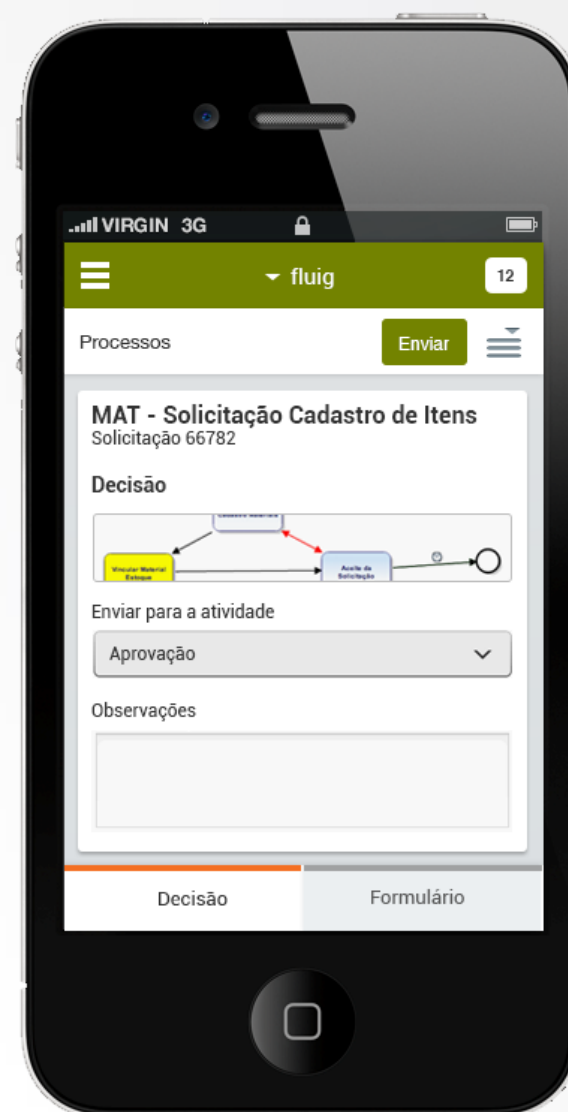 VIRGIN 3G
fluig
12
Processos
Enviar
MAT - Solicitação Cadastro de Itens
Solicitação 66782
Decisão
Vincular Material
Estoque
Aceite da
Solicitação
Enviar para a atividade
Aprovação
Observações
Decisão
Formulário